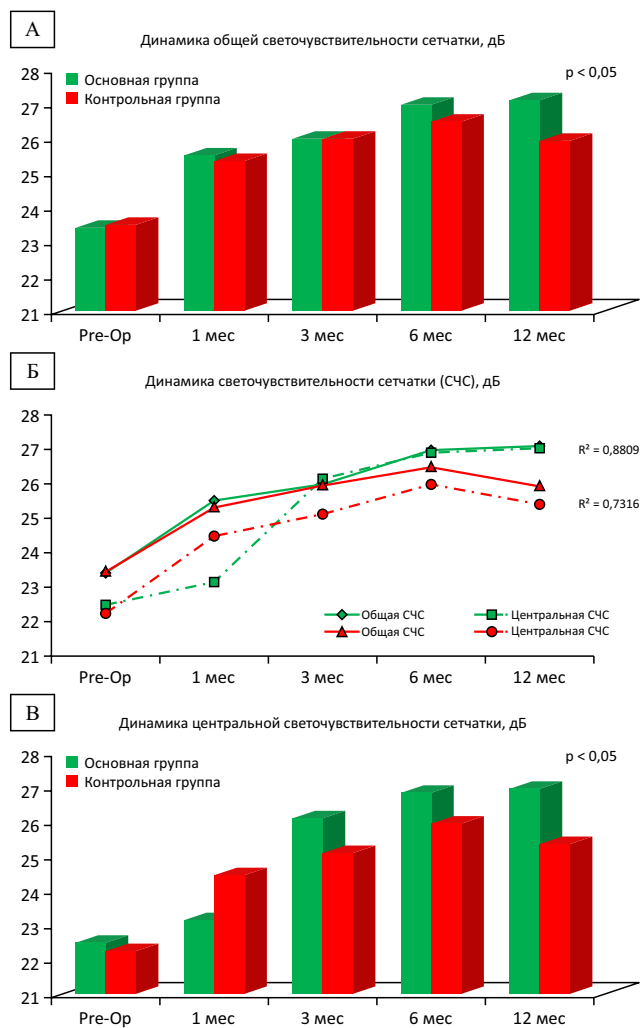 А
Динамика общей светочувствительности сетчатки, дБ
p < 0,05
Основная группа
Контрольная группа
28
27
26
25
24
23
22
21
Pre-Op 1 мес 3 мес 6 мес 12 мес
Б
Динамика светочувствительности сетчатки (СЧС), дБ
28
27
26
25
24
23
22
21
R² = 0,8809
R² = 0,7316
Общая СЧС Центральная СЧС
Общая СЧС Центральная СЧС
Pre-Op 1 мес 3 мес 6 мес 12 мес
В
Динамика центральной светочувствительности сетчатки, дБ
p < 0,05
Основная группа
Контрольная группа
28
27
26
25
24
23
22
21
Pre-Op 1 мес 3 мес 6 мес 12 мес